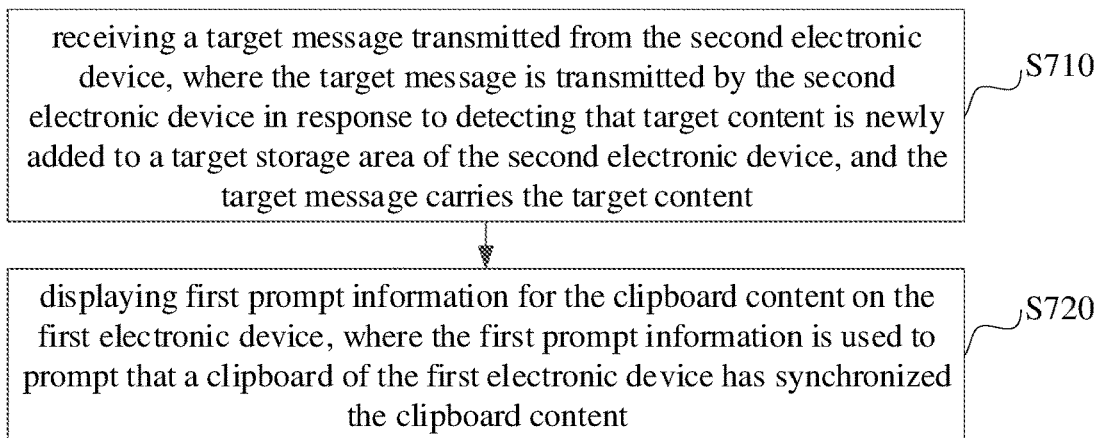 receiving a target message transmitted from the second electronic
device, where the target message is transmitted by the second
electronic device in response to detecting that target content is newly
added to a target storage area of the second electronic device, and the
target message carries the target content
S710
displaying first prompt information for the clipboard content on the
first electronic device, where the first prompt information is used to
prompt that a clipboard of the first electronic device has synchronized
the clipboard content
S720